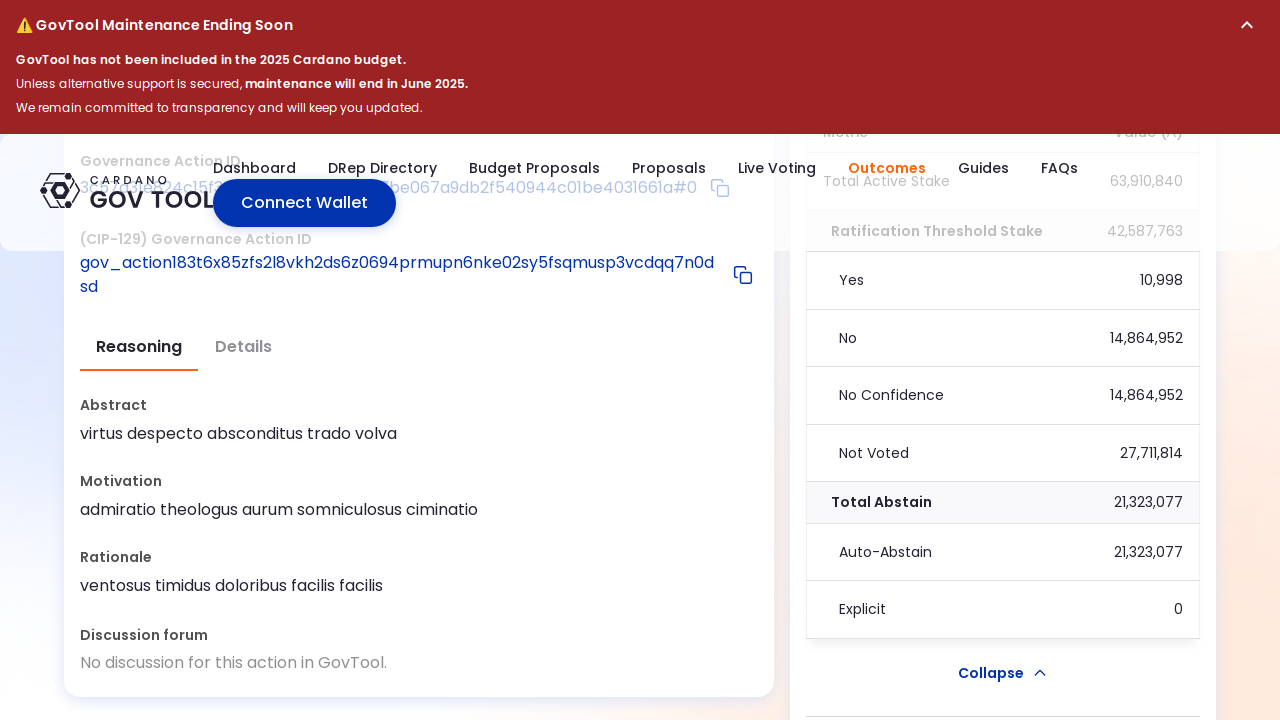 ⚠️ GovTool Maintenance Ending Soon
GovTool has not been included in the 2025 Cardano budget.
Unless alternative support is secured, maintenance will end in June 2025.
We remain committed to transparency and will keep you updated.
CARDANO
GOV TOOL
Dashboard
DRep Directory
Budget Proposals
Proposals
Live Voting
Outcomes
Guides
FAQs
Connect Wallet
Governance Action ID
be067a9db2f540944c01be4031661a#0
(CIP-129) Governance Action ID
gov_action183t6x85zfs2l8vkh2ds6z0694prmupn6nke02sy5fsqmusp3vcdqq7n0d
sd
Reasoning
Details
Abstract
virtus despecto absconditus trado volva
Motivation
admiratio theologus aurum somniculosus ciminatio
Rationale
ventosus timidus doloribus facilis facilis
Discussion forum
No discussion for this action in GovTool.
Metric Value (₳)
Total Active Stake 63,910,840
Ratification Threshold Stake 42,587,763
Yes 10,998
No 14,864,952
No Confidence 14,864,952
Not Voted 27,711,814
Total Abstain 21,323,077
Auto-Abstain 21,323,077
Explicit 0
Collapse